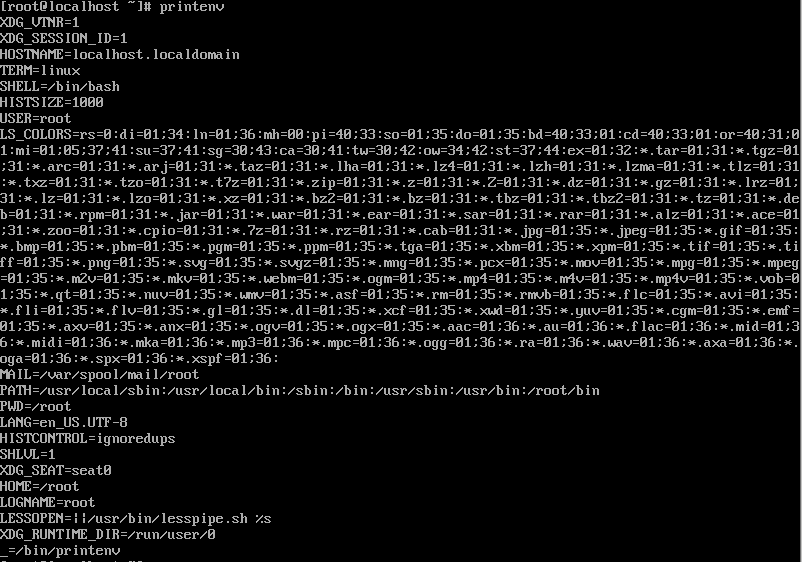 [root@localhost ~]# printenv
XDG_VTNR=1
XDG_SESSION_ID=1
HOSTNAME=localhost.localdomain
TERM=linux
SHELL=/bin/bash
HISTSIZE=1000
USER=root
LS_COLORS=rs=0:di=01;34:ln=01;36:mh=00:pi=40;33:so=01;35:do=01;35:bd=40;33;01:cd=40;33;01:or=40;31;0
1:mi=01;05;37;41:su=37;41:sg=30;43:ca=30;41:tw=30;42:ow=34;42:st=37;44:ex=01;32:*.tar=01;31:*.tgz=01
;31:*.arc=01;31:*.arj=01;31:*.taz=01;31:*.lha=01;31:*.lz4=01;31:*.lzh=01;31:*.lzma=01;31:*.tlz=01;31
:*.txz=01;31:*.tzo=01;31:*.t7z=01;31:*.zip=01;31:*.z=01;31:*.Z=01;31:*.dz=01;31:*.gz=01;31:*.lrz=01;
31:*.lz=01;31:*.lzo=01;31:*.xz=01;31:*.bz2=01;31:*.bz=01;31:*.tbz=01;31:*.tbz2=01;31:*.tz=01;31:*.de
b=01;31:*.rpm=01;31:*.jar=01;31:*.war=01;31:*.ear=01;31:*.sar=01;31:*.rar=01;31:*.alz=01;31:*.ace=01
;31:*.zoo=01;31:*.cpio=01;31:*.7z=01;31:*.rz=01;31:*.cab=01;31:*.jpg=01;35:*.jpeg=01;35:*.gif=01;35:
*.bmp=01;35:*.pbm=01;35:*.pgm=01;35:*.ppm=01;35:*.tga=01;35:*.xbm=01;35:*.xpm=01;35:*.tif=01;35:*.ti
ff=01;35:*.png=01;35:*.svg=01;35:*.svgz=01;35:*.mng=01;35:*.pcx=01;35:*.mov=01;35:*.mpg=01;35:*.mpeg
=01;35:*.m2v=01;35:*.mkv=01;35:*.webm=01;35:*.ogm=01;35:*.mp4=01;35:*.m4v=01;35:*.mp4v=01;35:*.vob=0
1;35:*.qt=01;35:*.nuv=01;35:*.wmv=01;35:*.asf=01;35:*.rm=01;35:*.rmvb=01;35:*.flc=01;35:*.avi=01;35:
*.fli=01;35:*.flv=01;35:*.gl=01;35:*.dl=01;35:*.xcf=01;35:*.xwd=01;35:*.yuv=01;35:*.cgm=01;35:*.emf=
01;35:*.axv=01;35:*.anx=01;35:*.ogv=01;35:*.ogx=01;35:*.aac=01;36:*.au=01;36:*.flac=01;36:*.mid=01;3
6:*.midi=01;36:*.mka=01;36:*.mp3=01;36:*.mpc=01;36:*.ogg=01;36:*.ra=01;36:*.wav=01;36:*.axa=01;36:*.
oga=01;36:*.spx=01;36:*.xspf=01;36:
MAIL=/var/spool/mail/root
PATH=/usr/local/sbin:/usr/local/bin:/sbin:/bin:/usr/sbin:/usr/bin:/root/bin
PWD=/root
LANG=en_US.UTF-8
HISTCONTROL=ignoredups
SHLVL=1
XDG_SEAT=seat0
HOME=/root
LOGNAME=root
LESSOPEN=||/usr/bin/lesspipe.sh %s
XDG_RUNTIME_DIR=/run/user/0
_=/bin/printenv